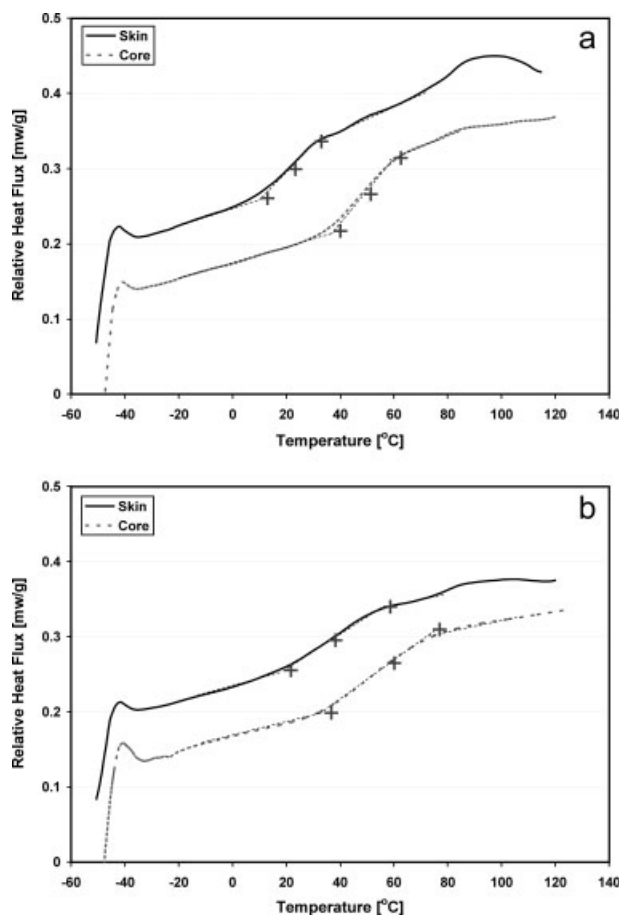 0.5
Skin
Core
a
0.4
0.3
0.2
0.1
0
Relative Heat Flux [mw/g]
-60 -40 -20 0 20 40 60 80 100 120 140
Temperature [°C]
0.5
Skin
Core
b
0.4
0.3
0.2
0.1
0
Relative Heat Flux [mw/g]
-60 -40 -20 0 20 40 60 80 100 120 140
Temperature [°C]